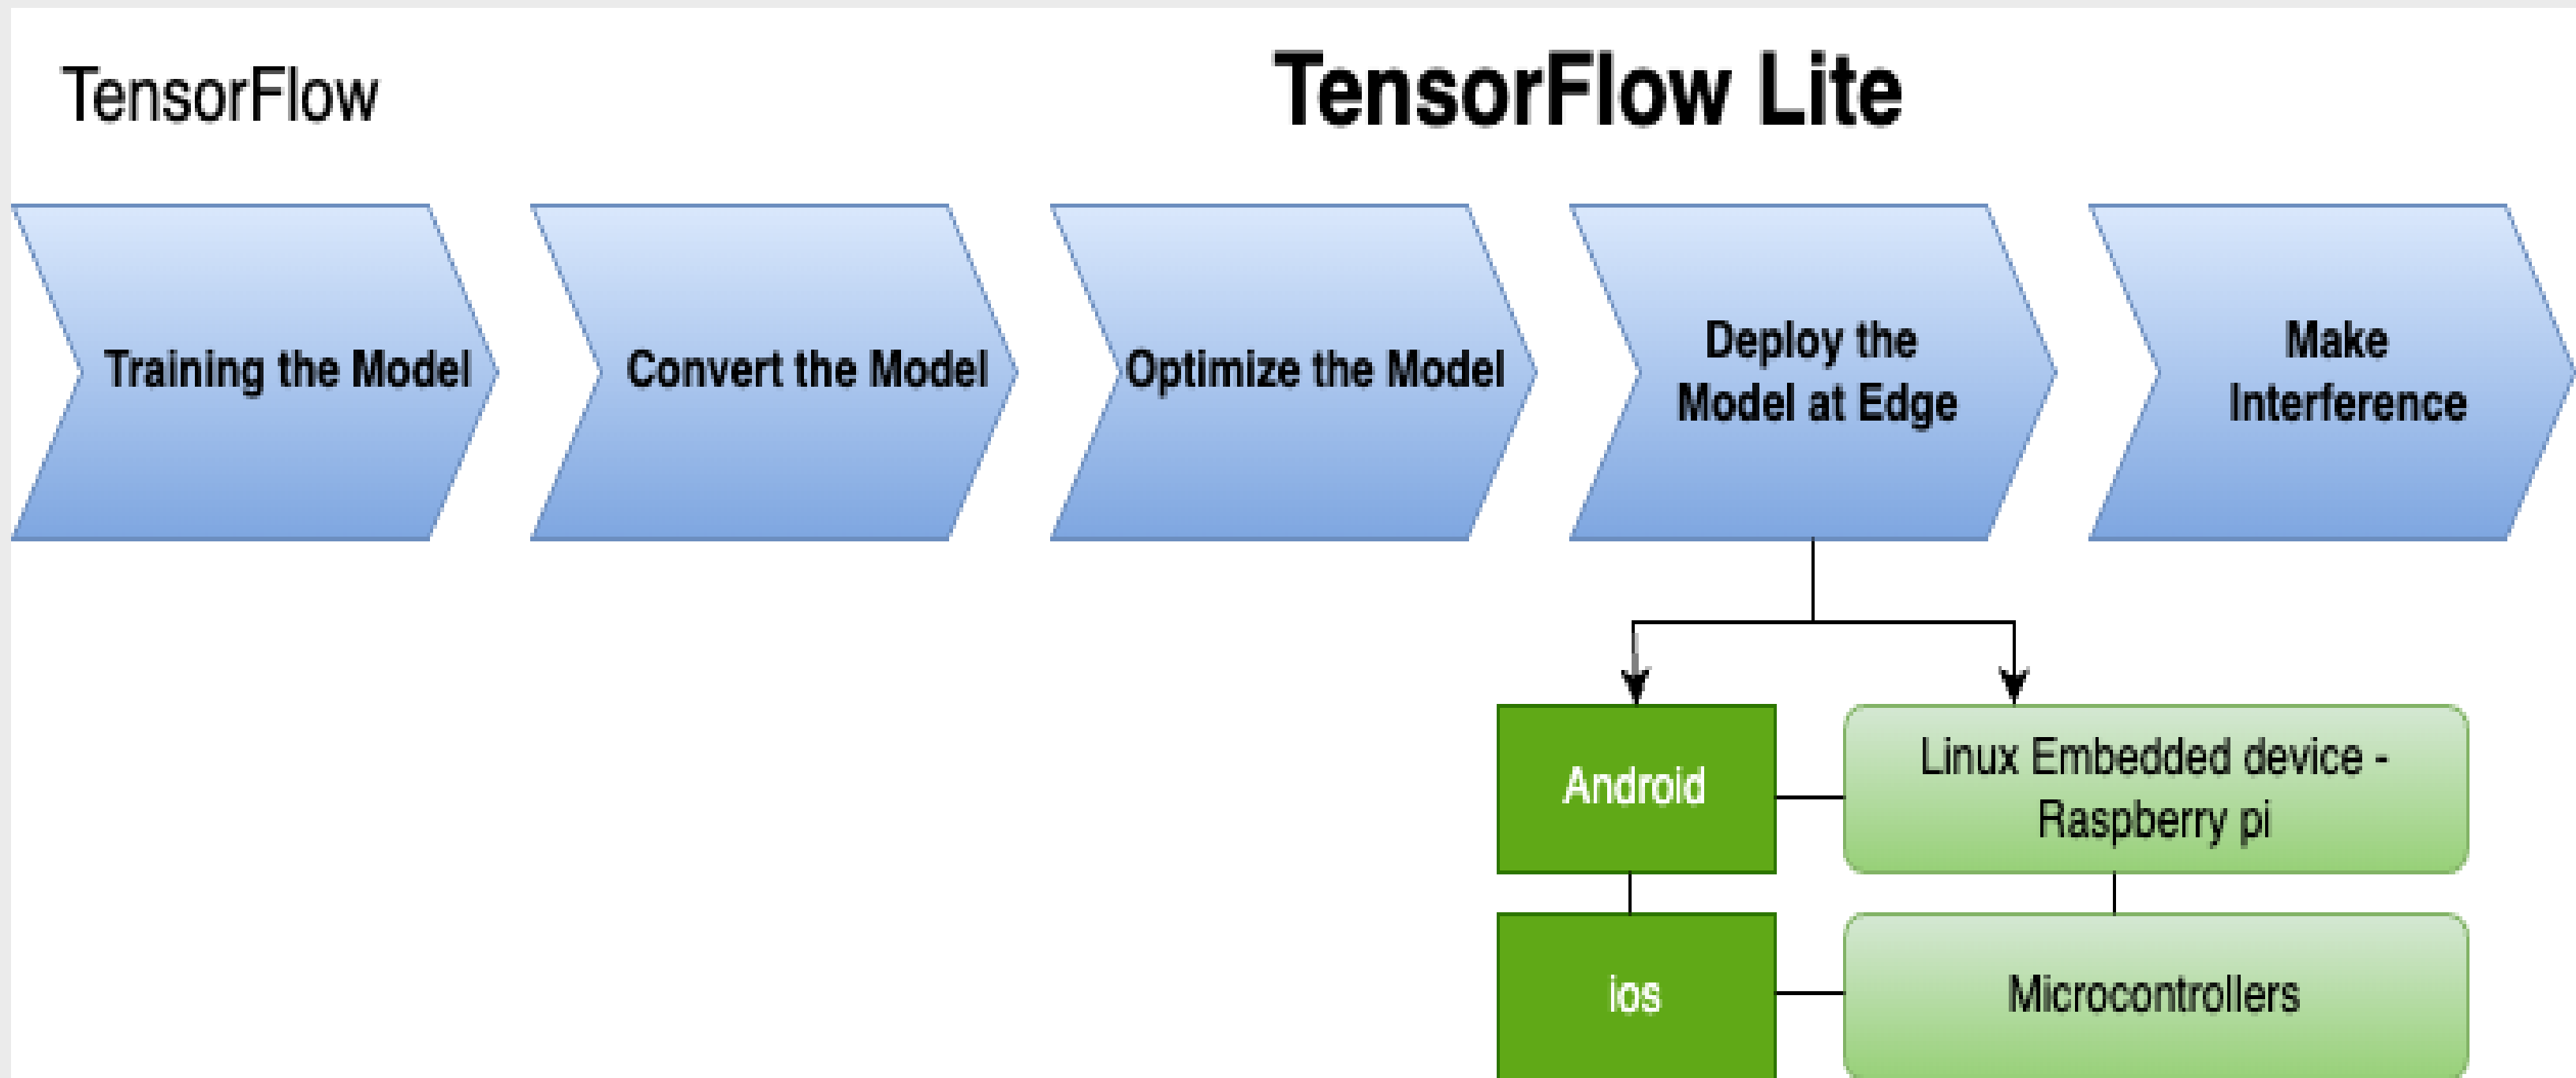 TensorFlow
TensorFlow Lite
Training the Model
Convert the Model
Optimize the Model
Deploy the
Model at Edge
Make
Interference
Android
Linux Embedded device -
Raspberry pi
ios
Microcontrollers